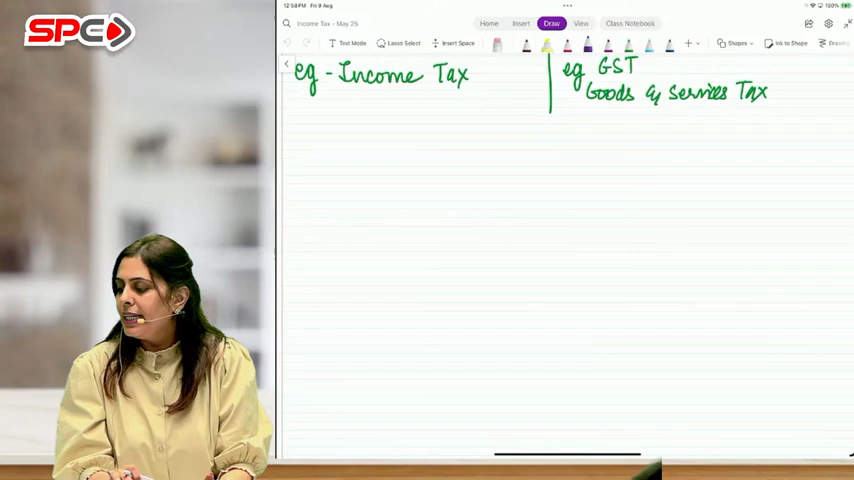 SPC
12:58PM Fri 9 Aug
100%
Income Tax - May 25
Home Insert Draw View Class Notebook
Text Mode Lasso Select Insert Space Shapes Ink to Shape Drawing
eg - Income Tax
eg GST
Goods & Services Tax